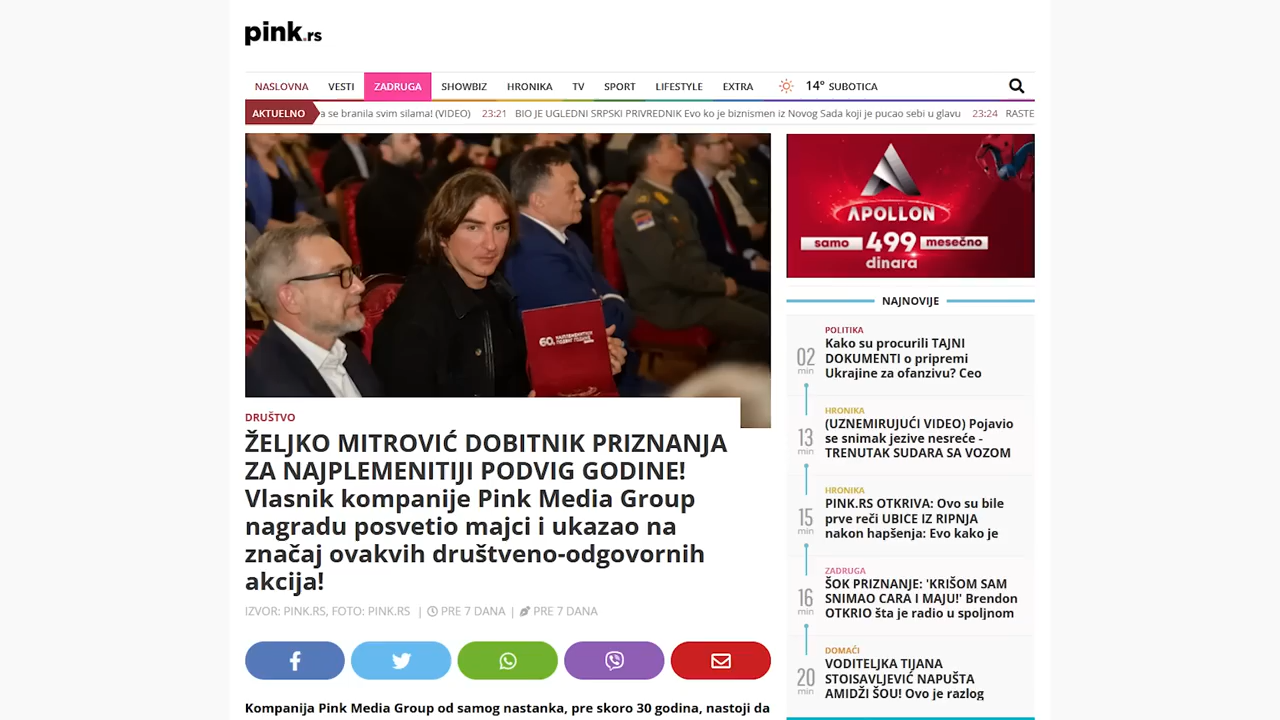 pink.rs
NASLOVNA VESTI ZADRUGA SHOWBIZ HRONIKA TV SPORT LIFESTYLE EXTRA 14° SUBOTICA
AKTUELNO a se branila svim silama! (VIDEO) 23:21 BIO JE UGLEDNI SRPSKI PRIVREDNIK Evo ko je biznismen iz Novog Sada koji je pucao sebi u glavu 23:24 RASTE
60. НАЈПЛЕМЕНИТИЈИ
ПОДВИГ ГОДИНЕ
DRUŠTVO
ŽELJKO MITROVIĆ DOBITNIK PRIZNANJA
ZA NAJPLEMENITIJI PODVIG GODINE!
Vlasnik kompanije Pink Media Group
nagradu posvetio majci i ukazao na
značaj ovakvih društveno-odgovornih
akcija!
IZVOR: PINK.RS, FOTO: PINK.RS | PRE 7 DANA | PRE 7 DANA
Kompanija Pink Media Group od samog nastanka, pre skoro 30 godina, nastoji da
APOLLON
samo 499 mesečno
dinara
NAJNOVIJE
POLITIKA
02 min
Kako su procurili TAJNI
DOKUMENTI o pripremi
Ukrajine za ofanzivu? Ceo
HRONIKA
13 min
(UZNEMIRUJUĆI VIDEO) Pojavio
se snimak jezive nesreće -
TRENUTAK SUDARA SA VOZOM
HRONIKA
15 min
PINK.RS OTKRIVA: Ovo su bile
prve reči UBICE IZ RIPNJA
nakon hapšenja: Evo kako je
ZADRUGA
16 min
ŠOK PRIZNANJE: 'KRIŠOM SAM
SNIMAO CARA I MAJU!' Brendon
OTKRIO šta je radio u spoljnom
DOMAĆI
20 min
VODITELJKA TIJANA
STOISAVLJEVIĆ NAPUŠTA
AMIDŽI ŠOU! Ovo je razlog